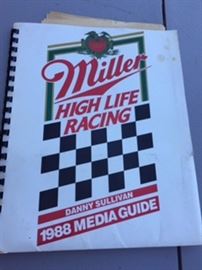 Miller
HIGH LIFE
RACING
DANNY SULLIVAN
1988 MEDIA GUIDE